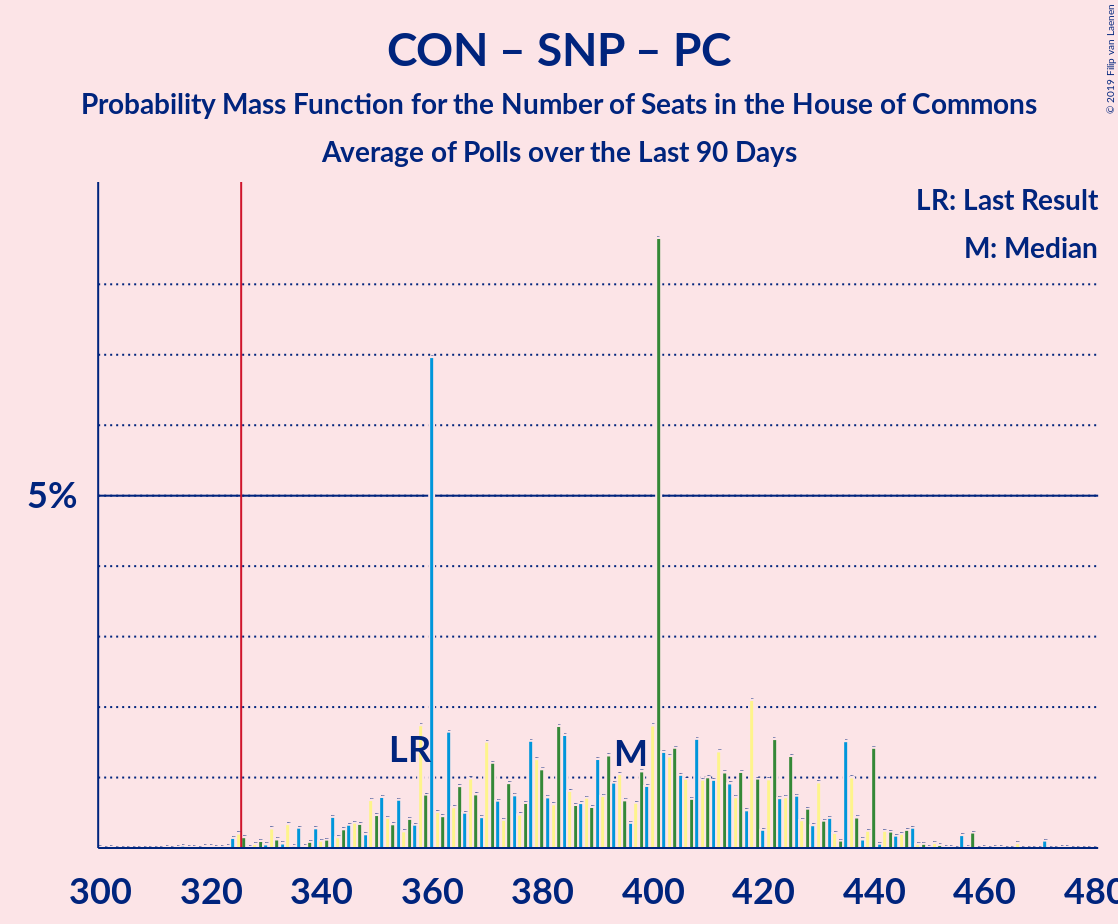 CON – SNP – PC
Probability Mass Function for the Number of Seats in the House of Commons
Average of Polls over the Last 90 Days
© 2019 Filip van Laenen
LR: Last Result
M: Median
5%
LR
M
300 320 340 360 380 400 420 440 460 480